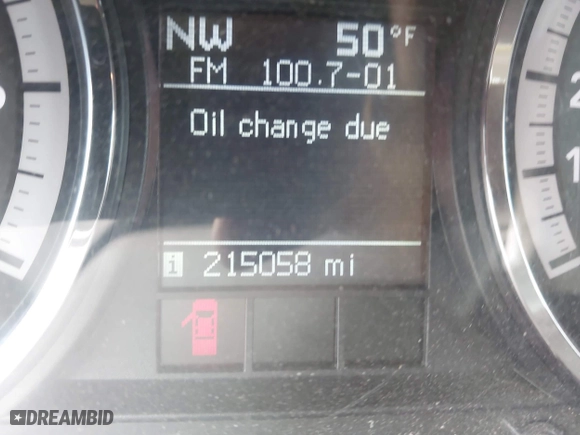 NW 50°F
FM 100.7-01
Oil change due
i 215058 mi
DREAMBID